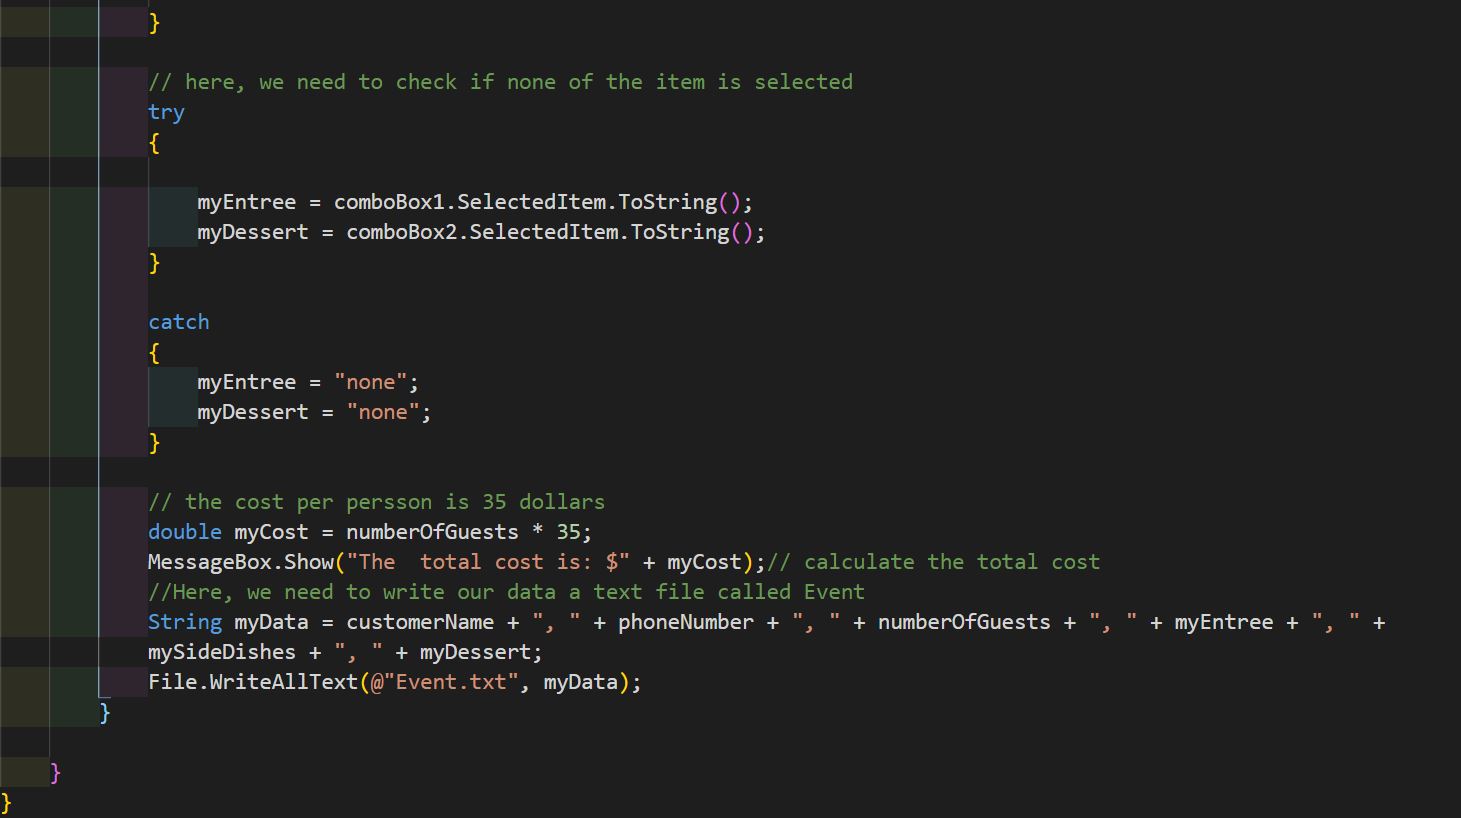 }
// here, we need to check if none of the item is selected
try
{
myEntree = comboBox1.SelectedItem.ToString();
myDessert = comboBox2.SelectedItem.ToString();
}
catch
{
myEntree = "none";
myDessert = "none";
}
// the cost per persson is 35 dollars
double myCost = numberOfGuests * 35;
MessageBox.Show("The  total cost is: $" + myCost);// calculate the total cost
//Here, we need to write our data a text file called Event
String myData = customerName + ", " + phoneNumber + ", " + numberOfGuests + ", " + myEntree + ", " +
mySideDishes + ", " + myDessert;
File.WriteAllText(@"Event.txt", myData);
}
}
}